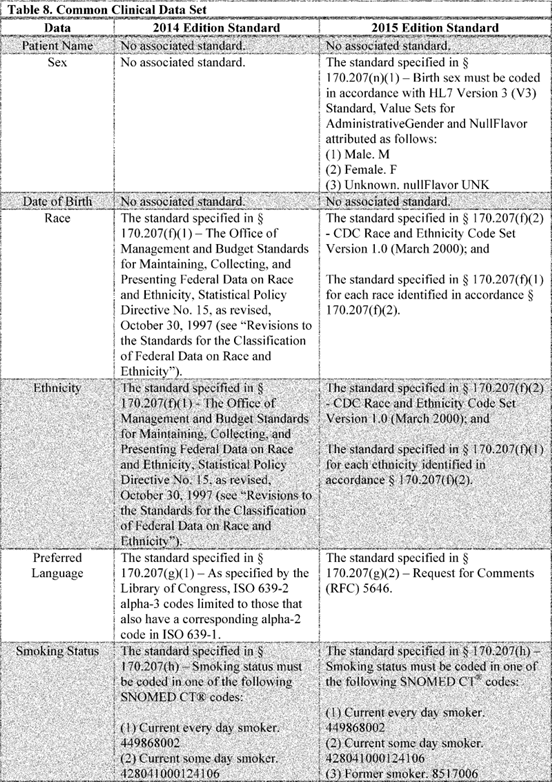 Table 8. Common Clinical Data Set
Data 2014 Edition Standard 2015 Edition Standard
Patient Name No associated standard. No associated standard.
Sex No associated standard. The standard specified in §
170.207(n)(1) – Birth sex must be coded
in accordance with HL7 Version 3 (V3)
Standard, Value Sets for
AdministrativeGender and NullFlavor
attributed as follows:
(1) Male. M
(2) Female. F
(3) Unknown. nullFlavor UNK
Date of Birth No associated standard. No associated standard.
Race
The standard specified in §
170.207(f)(1) – The Office of
Management and Budget Standards
for Maintaining, Collecting, and
Presenting Federal Data on Race
and Ethnicity, Statistical Policy
Directive No. 15, as revised,
October 30, 1997 (see “Revisions to
the Standards for the Classification
of Federal Data on Race and
Ethnicity”).
The standard specified in § 170.207(f)(2)
- CDC Race and Ethnicity Code Set
Version 1.0 (March 2000); and
The standard specified in § 170.207(f)(1)
for each race identified in accordance §
170.207(f)(2).
Ethnicity
The standard specified in §
170.207(f)(1) - The Office of
Management and Budget Standards
for Maintaining, Collecting, and
Presenting Federal Data on Race
and Ethnicity, Statistical Policy
Directive No. 15, as revised,
October 30, 1997 (see “Revisions to
the Standards for the Classification
of Federal Data on Race and
Ethnicity”).
The standard specified in § 170.207(f)(2)
- CDC Race and Ethnicity Code Set
Version 1.0 (March 2000); and
The standard specified in § 170.207(f)(1)
for each ethnicity identified in
accordance § 170.207(f)(2).
Preferred
Language
The standard specified in §
170.207(g)(1) – As specified by the
Library of Congress, ISO 639-2
alpha-3 codes limited to those that
also have a corresponding alpha-2
code in ISO 639-1.
The standard specified in §
170.207(g)(2) – Request for Comments
(RFC) 5646.
Smoking Status
The standard specified in §
170.207(h) – Smoking status must
be coded in one of the following
SNOMED CT® codes:
(1) Current every day smoker.
449868002
(2) Current some day smoker.
428041000124106
The standard specified in § 170.207(h) –
Smoking status must be coded in one of
the following SNOMED CT® codes:
(1) Current every day smoker.
449868002
(2) Current some day smoker.
428041000124106
(3) Former smoker. 8517006